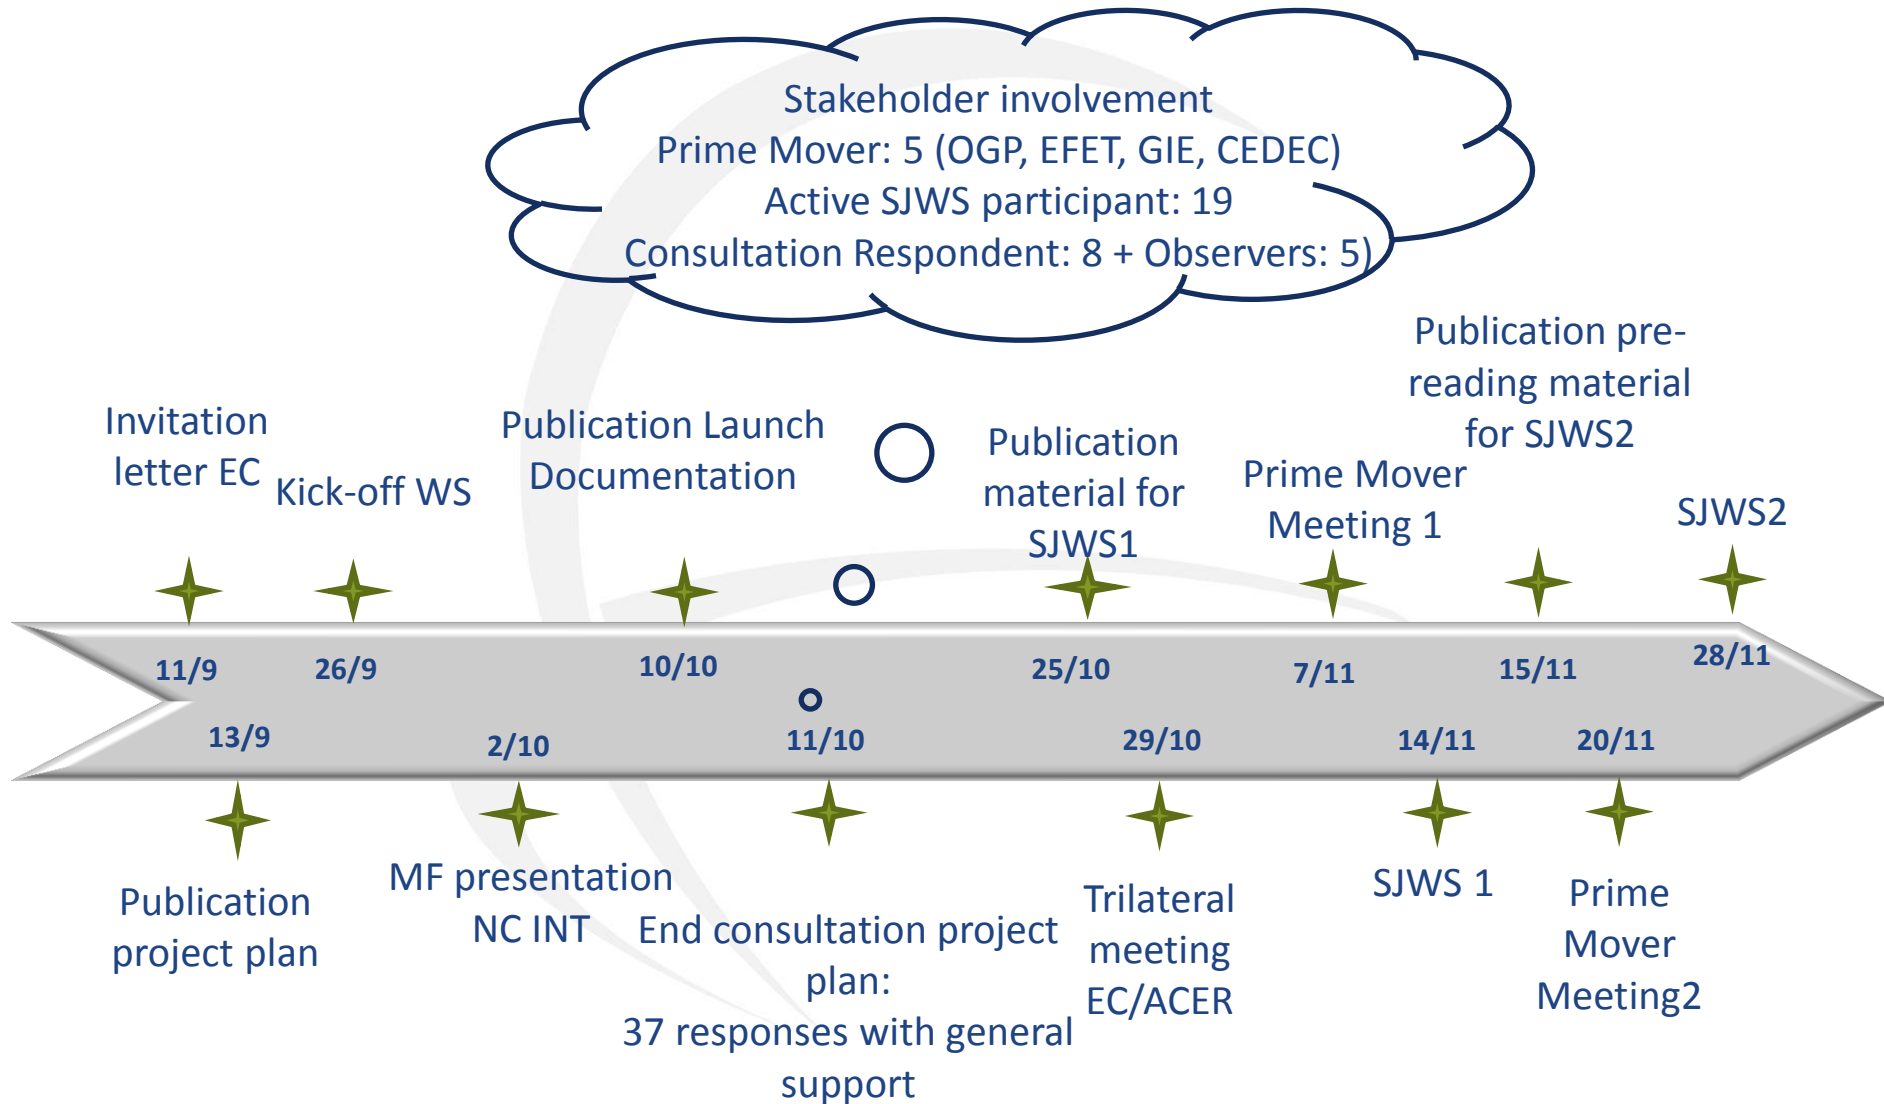 Stakeholder involvement
Prime Mover: 5 (OGP, EFET, GIE, CEDEC)
Active SJWS participant: 19
Consultation Respondent: 8 + Observers: 5)
Invitation
letter EC
Kick-off WS
Publication Launch
Documentation
Publication
material for
SJWS1
Prime Mover
Meeting 1
Publication pre-
reading material
for SJWS2
SJWS2
11/9
26/9
10/10
25/10
7/11
15/11
28/11
13/9
2/10
11/10
29/10
14/11
20/11
Publication
project plan
MF presentation
NC INT
End consultation project
plan:
37 responses with general
support
Trilateral
meeting
EC/ACER
SJWS 1
Prime
Mover
Meeting2